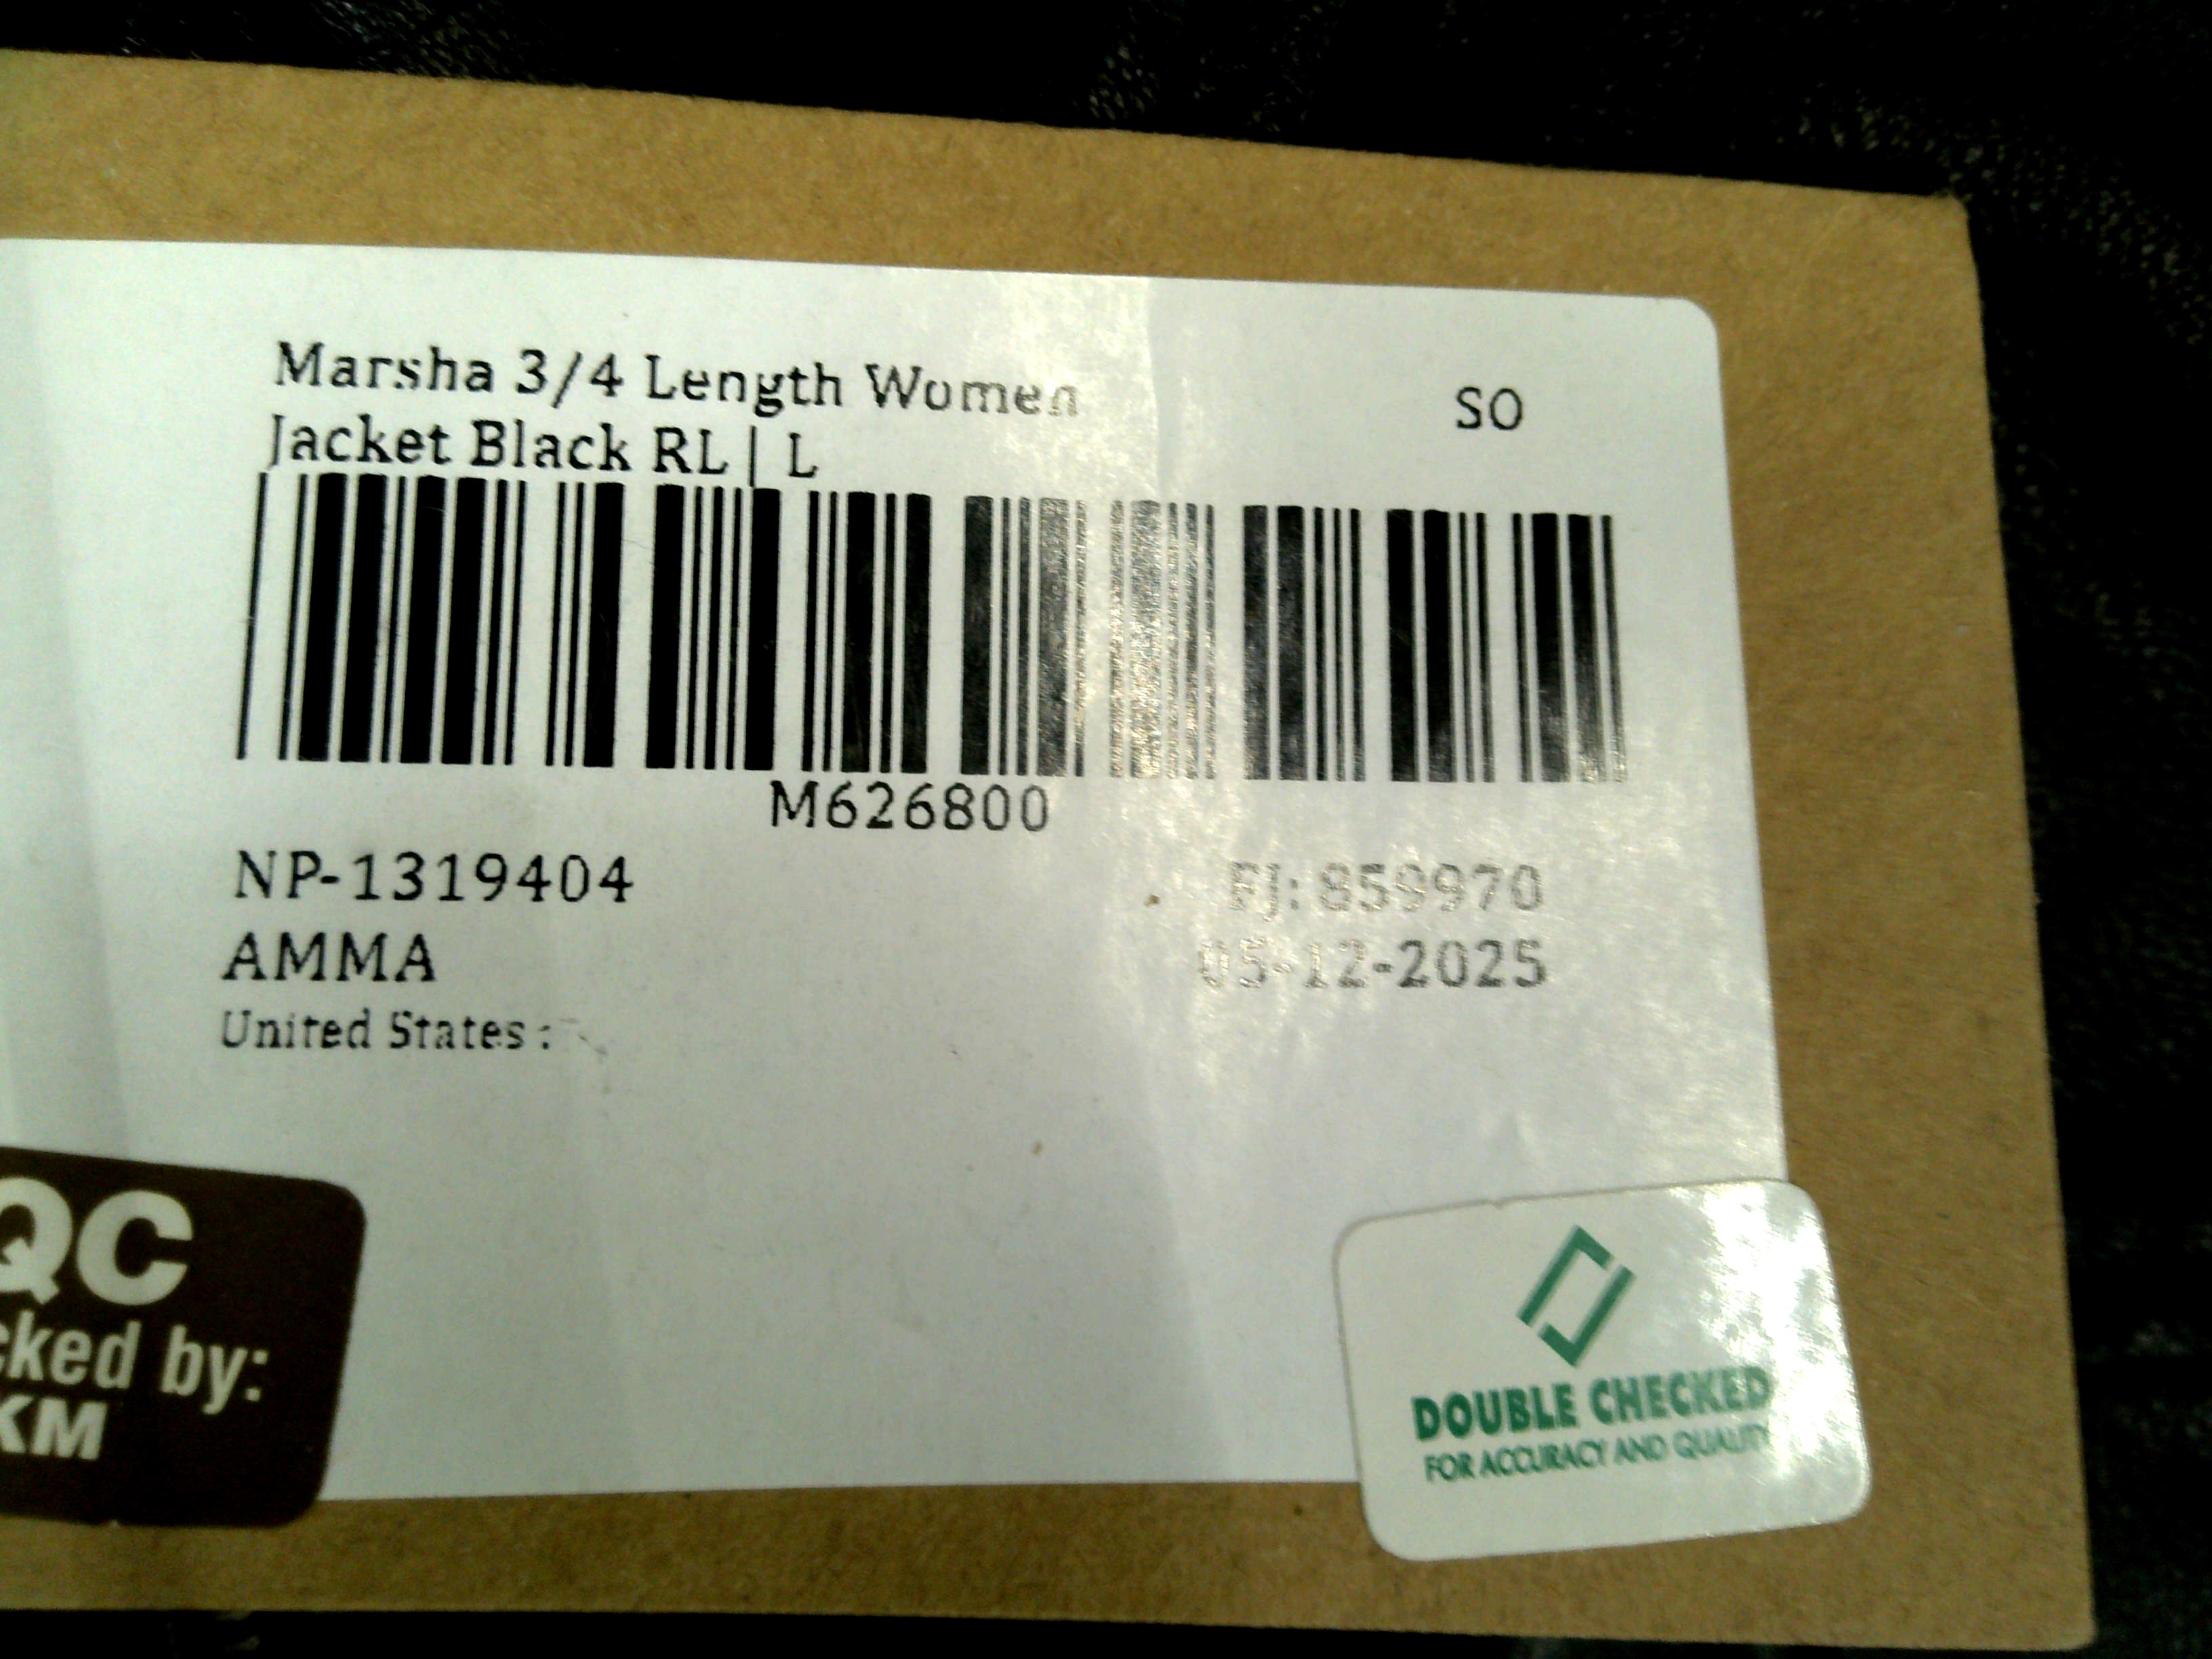 Marsha 3/4 Length Women
Jacket Black RL | L
SO
M626800
NP-1319404
FJ: 859970
AMMA
05-12-2025
United States :
QC
cked by:
KM
DOUBLE CHECKED
FOR ACCURACY AND QUALITY